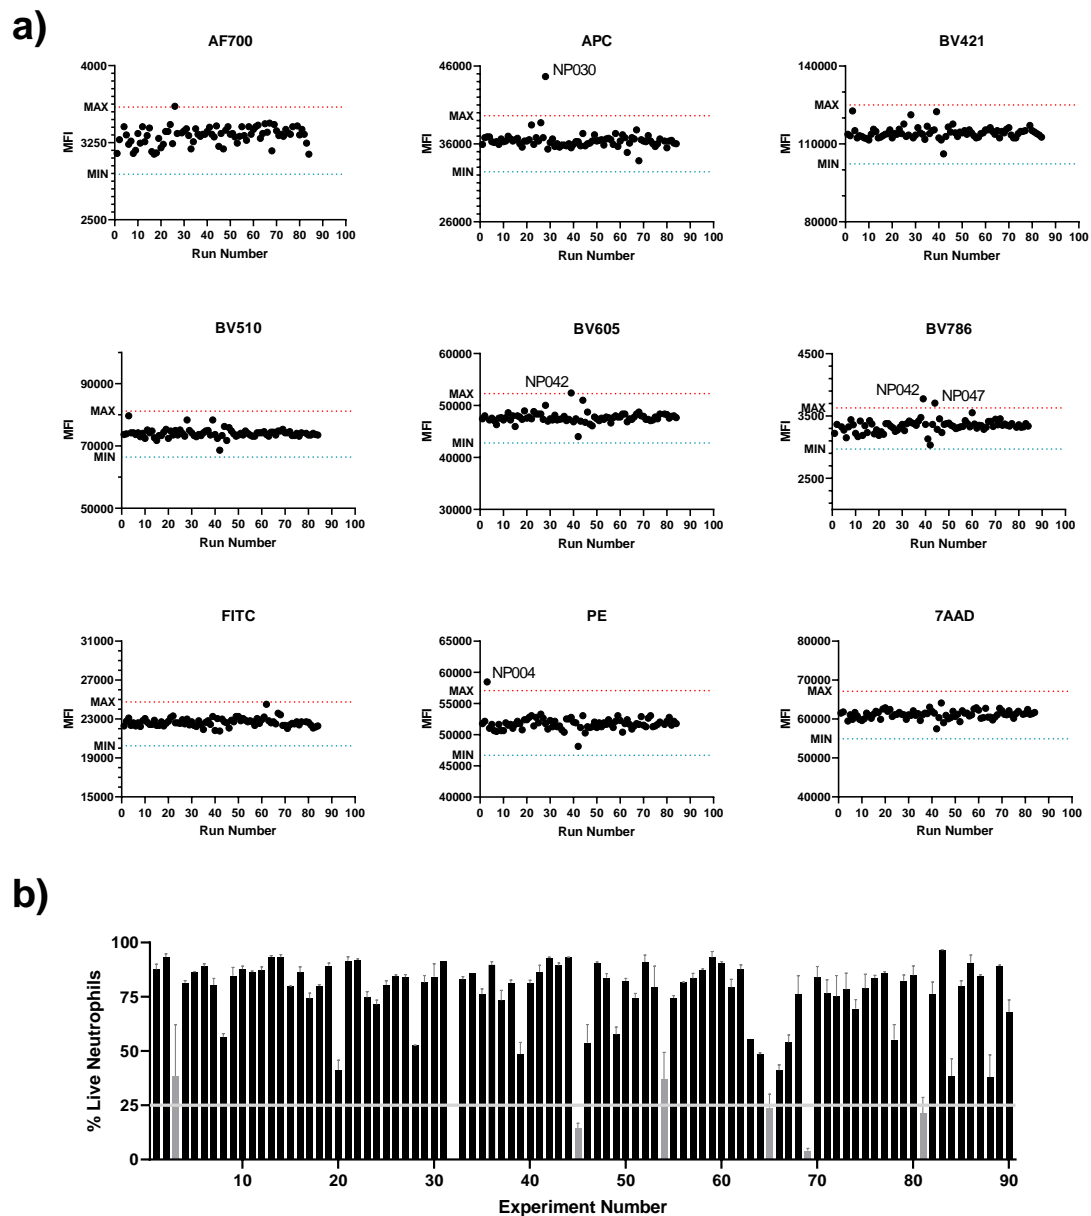 a)
AF700
4000
MAX
3250
MIN
2500
MFI
0 10 20 30 40 50 60 70 80 90 100
Run Number
APC
46000
NP030
MAX
36000
MIN
26000
MFI
0 10 20 30 40 50 60 70 80 90 100
Run Number
BV421
140000
MAX
110000
MIN
80000
MFI
0 10 20 30 40 50 60 70 80 90 100
Run Number
BV510
90000
MAX
70000
MIN
50000
MFI
0 10 20 30 40 50 60 70 80 90 100
Run Number
BV605
60000
NP042
MAX
50000
MIN
40000
30000
MFI
0 10 20 30 40 50 60 70 80 90 100
Run Number
BV786
4500
NP042
NP047
MAX
3500
MIN
2500
MFI
0 10 20 30 40 50 60 70 80 90 100
Run Number
FITC
31000
27000
MAX
23000
MIN
19000
15000
MFI
0 10 20 30 40 50 60 70 80 90 100
Run Number
PE
65000
60000
NP004
MAX
55000
50000
MIN
45000
40000
MFI
0 10 20 30 40 50 60 70 80 90 100
Run Number
7AAD
80000
70000
MAX
60000
MIN
50000
40000
MFI
0 10 20 30 40 50 60 70 80 90 100
Run Number
b)
100
75
50
25
0
% Live Neutrophils
10 20 30 40 50 60 70 80 90
Experiment Number